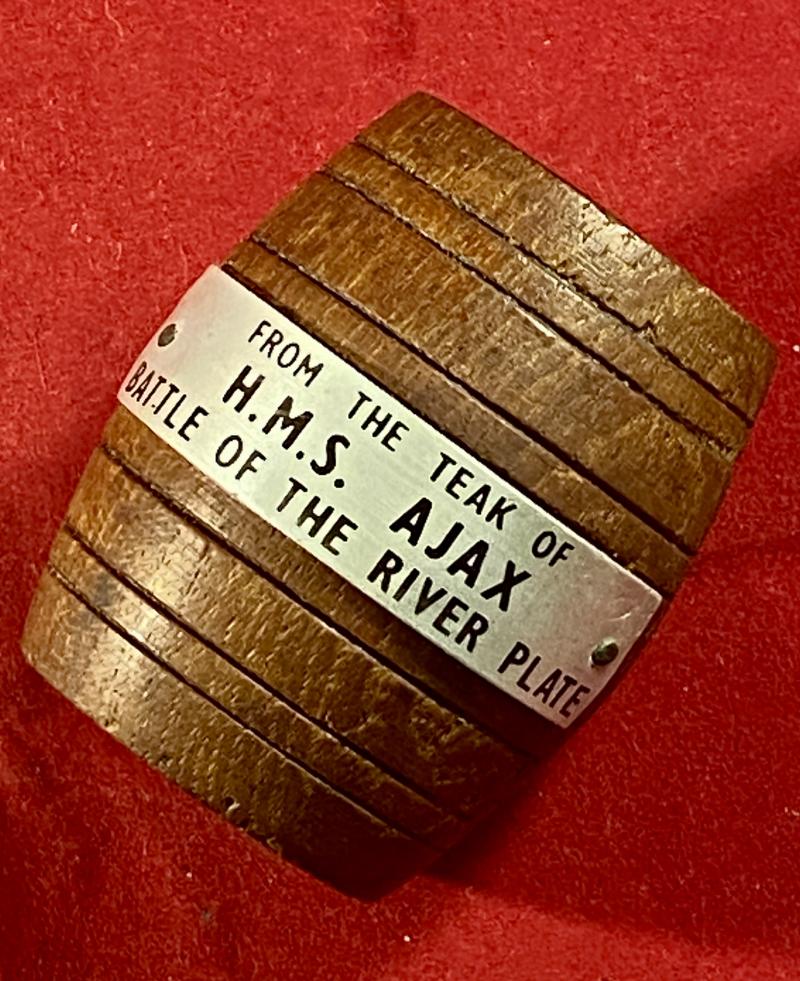 FROM THE TEAK OF
H.M.S. AJAX
BATTLE OF THE RIVER PLATE